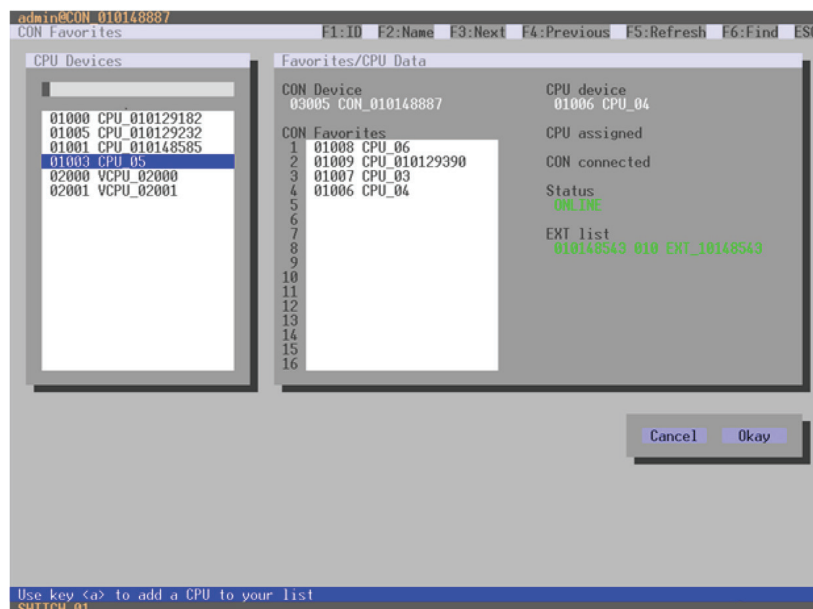 admin@CON_010148887
CON Favorites F1:ID F2:Name F3:Next F4:Previous F5:Refresh F6:Find ES
CPU Devices
01000 CPU_010129182
01005 CPU_010129232
01001 CPU_010148585
01003 CPU_05
02000 VCPU_02000
02001 VCPU_02001
Favorites/CPU Data
CON Device
03005 CON_010148887
CON Favorites
1 01008 CPU_06
2 01009 CPU_010129390
3 01007 CPU_03
4 01006 CPU_04
5
6
7
8
9
10
11
12
13
14
15
16
CPU device
01006 CPU_04
CPU assigned
CON connected
Status
ONLINE
EXT list
010148543 010 EXT_10148543
Cancel Okay
Use key <a> to add a CPU to your list
SWITCH_01